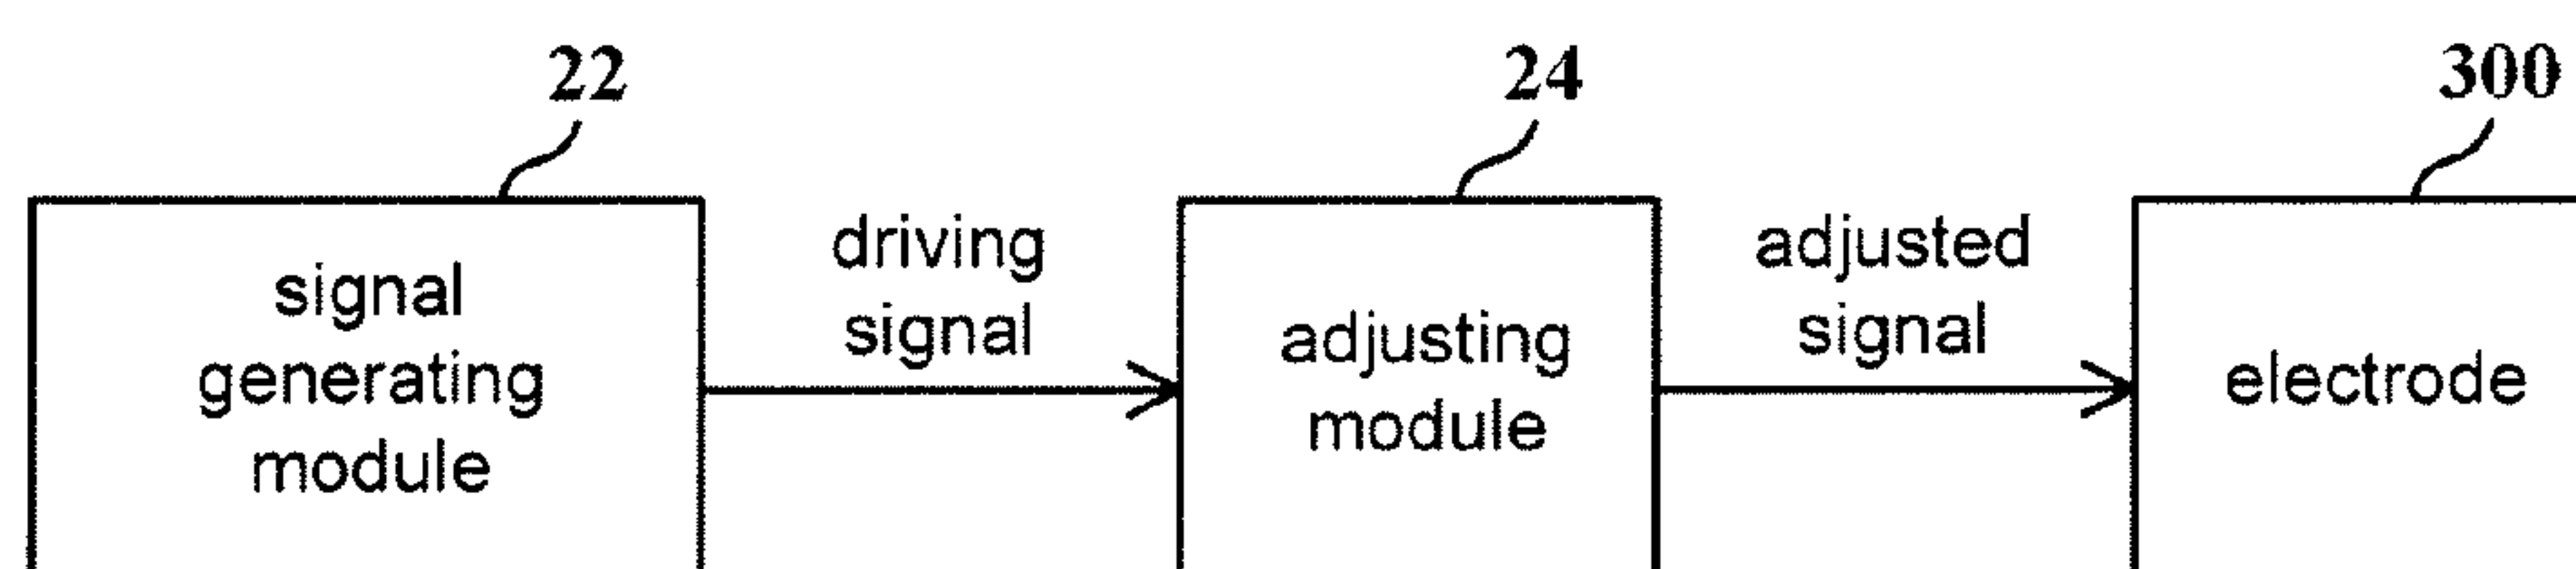 22
24
300
signal
generating
module
driving
signal
adjusting
module
adjusted
signal
electrode